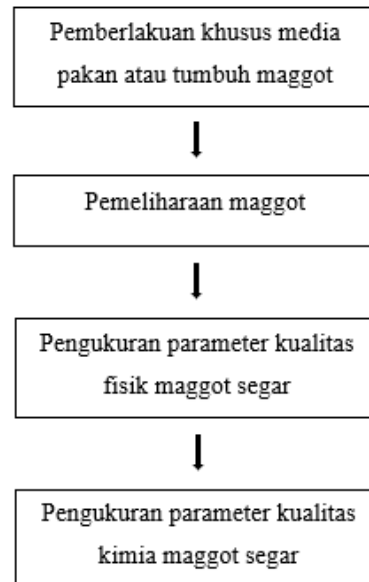 Pemberlakuan khusus media
pakan atau tumbuh maggot
Pemeliharaan maggot
Pengukuran parameter kualitas
fisik maggot segar
Pengukuran parameter kualitas
kimia maggot segar